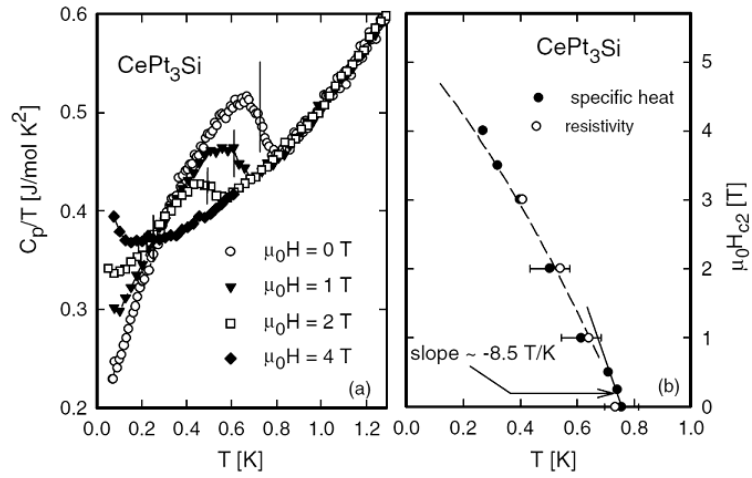 0.6
0.5
0.4
0.3
0.2
C_p/T [J/mol K²]
CePt₃Si
μ₀H = 0 T
μ₀H = 1 T
μ₀H = 2 T
μ₀H = 4 T
(a)
0.0 0.2 0.4 0.6 0.8 1.0 1.2
T [K]
CePt₃Si
specific heat
resistivity
slope ~ -8.5 T/K
(b)
5
4
3
2
1
0
μ₀H_c2 [T]
0.0 0.2 0.4 0.6 0.8 1.0
T [K]